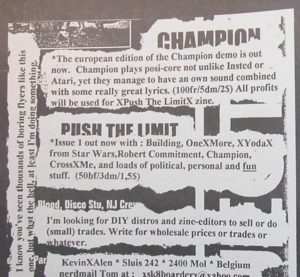 CHAMPION
*The european edition of the Champion demo is out
now. Champion plays posi-core not unlike Insted or
Atari, yet they manage to have an own sound combined
with some really great lyrics. (100fr/5dm/2$) All profits
will be used for XPush The LimitX zine.
PUSH THE LIMIT
*Issue 1 out now with : Building, OneXMore, XYodaX
from Star Wars,Robert Commitment, Champion,
CrossXMe, and loads of political, personal and fun
stuff. (50bf/3dm/1,5$)
Blood, Disco Stu, NJ Crew
I'm looking for DIY distros and zine-editors to sell or do
(small) trades. Write for wholesale prices or trades or
whatever.
KevinXAlen * Sluis 242 * 2400 Mol * Belgium
nerdmail Tom at :
I know you've seen thousands of boring flyers like this
one, but what the hell, at least I'm doing something.